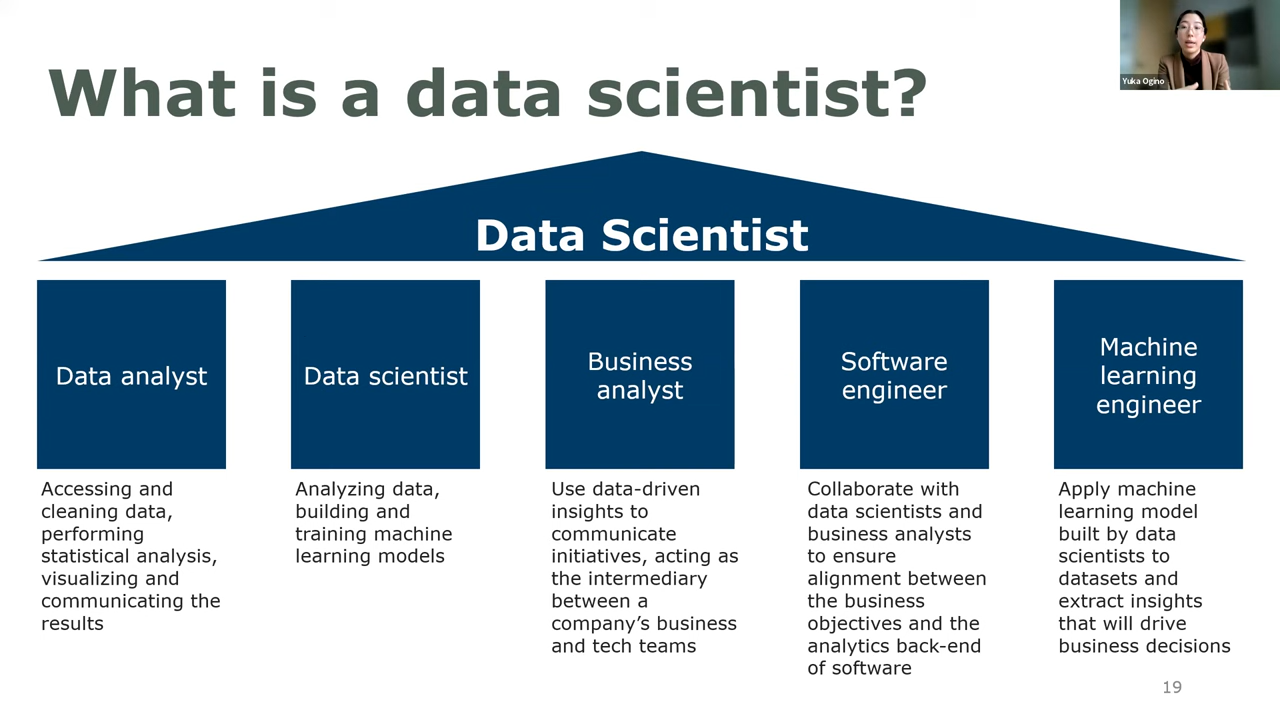 What is a data scientist?
Yuka Ogino
Data Scientist
Data analyst
Accessing and
cleaning data,
performing
statistical analysis,
visualizing and
communicating the
results
Data scientist
Analyzing data,
building and
training machine
learning models
Business
analyst
Use data-driven
insights to
communicate
initiatives, acting as
the intermediary
between a
company’s business
and tech teams
Software
engineer
Collaborate with
data scientists and
business analysts
to ensure
alignment between
the business
objectives and the
analytics back-end
of software
Machine
learning
engineer
Apply machine
learning model
built by data
scientists to
datasets and
extract insights
that will drive
business decisions
19